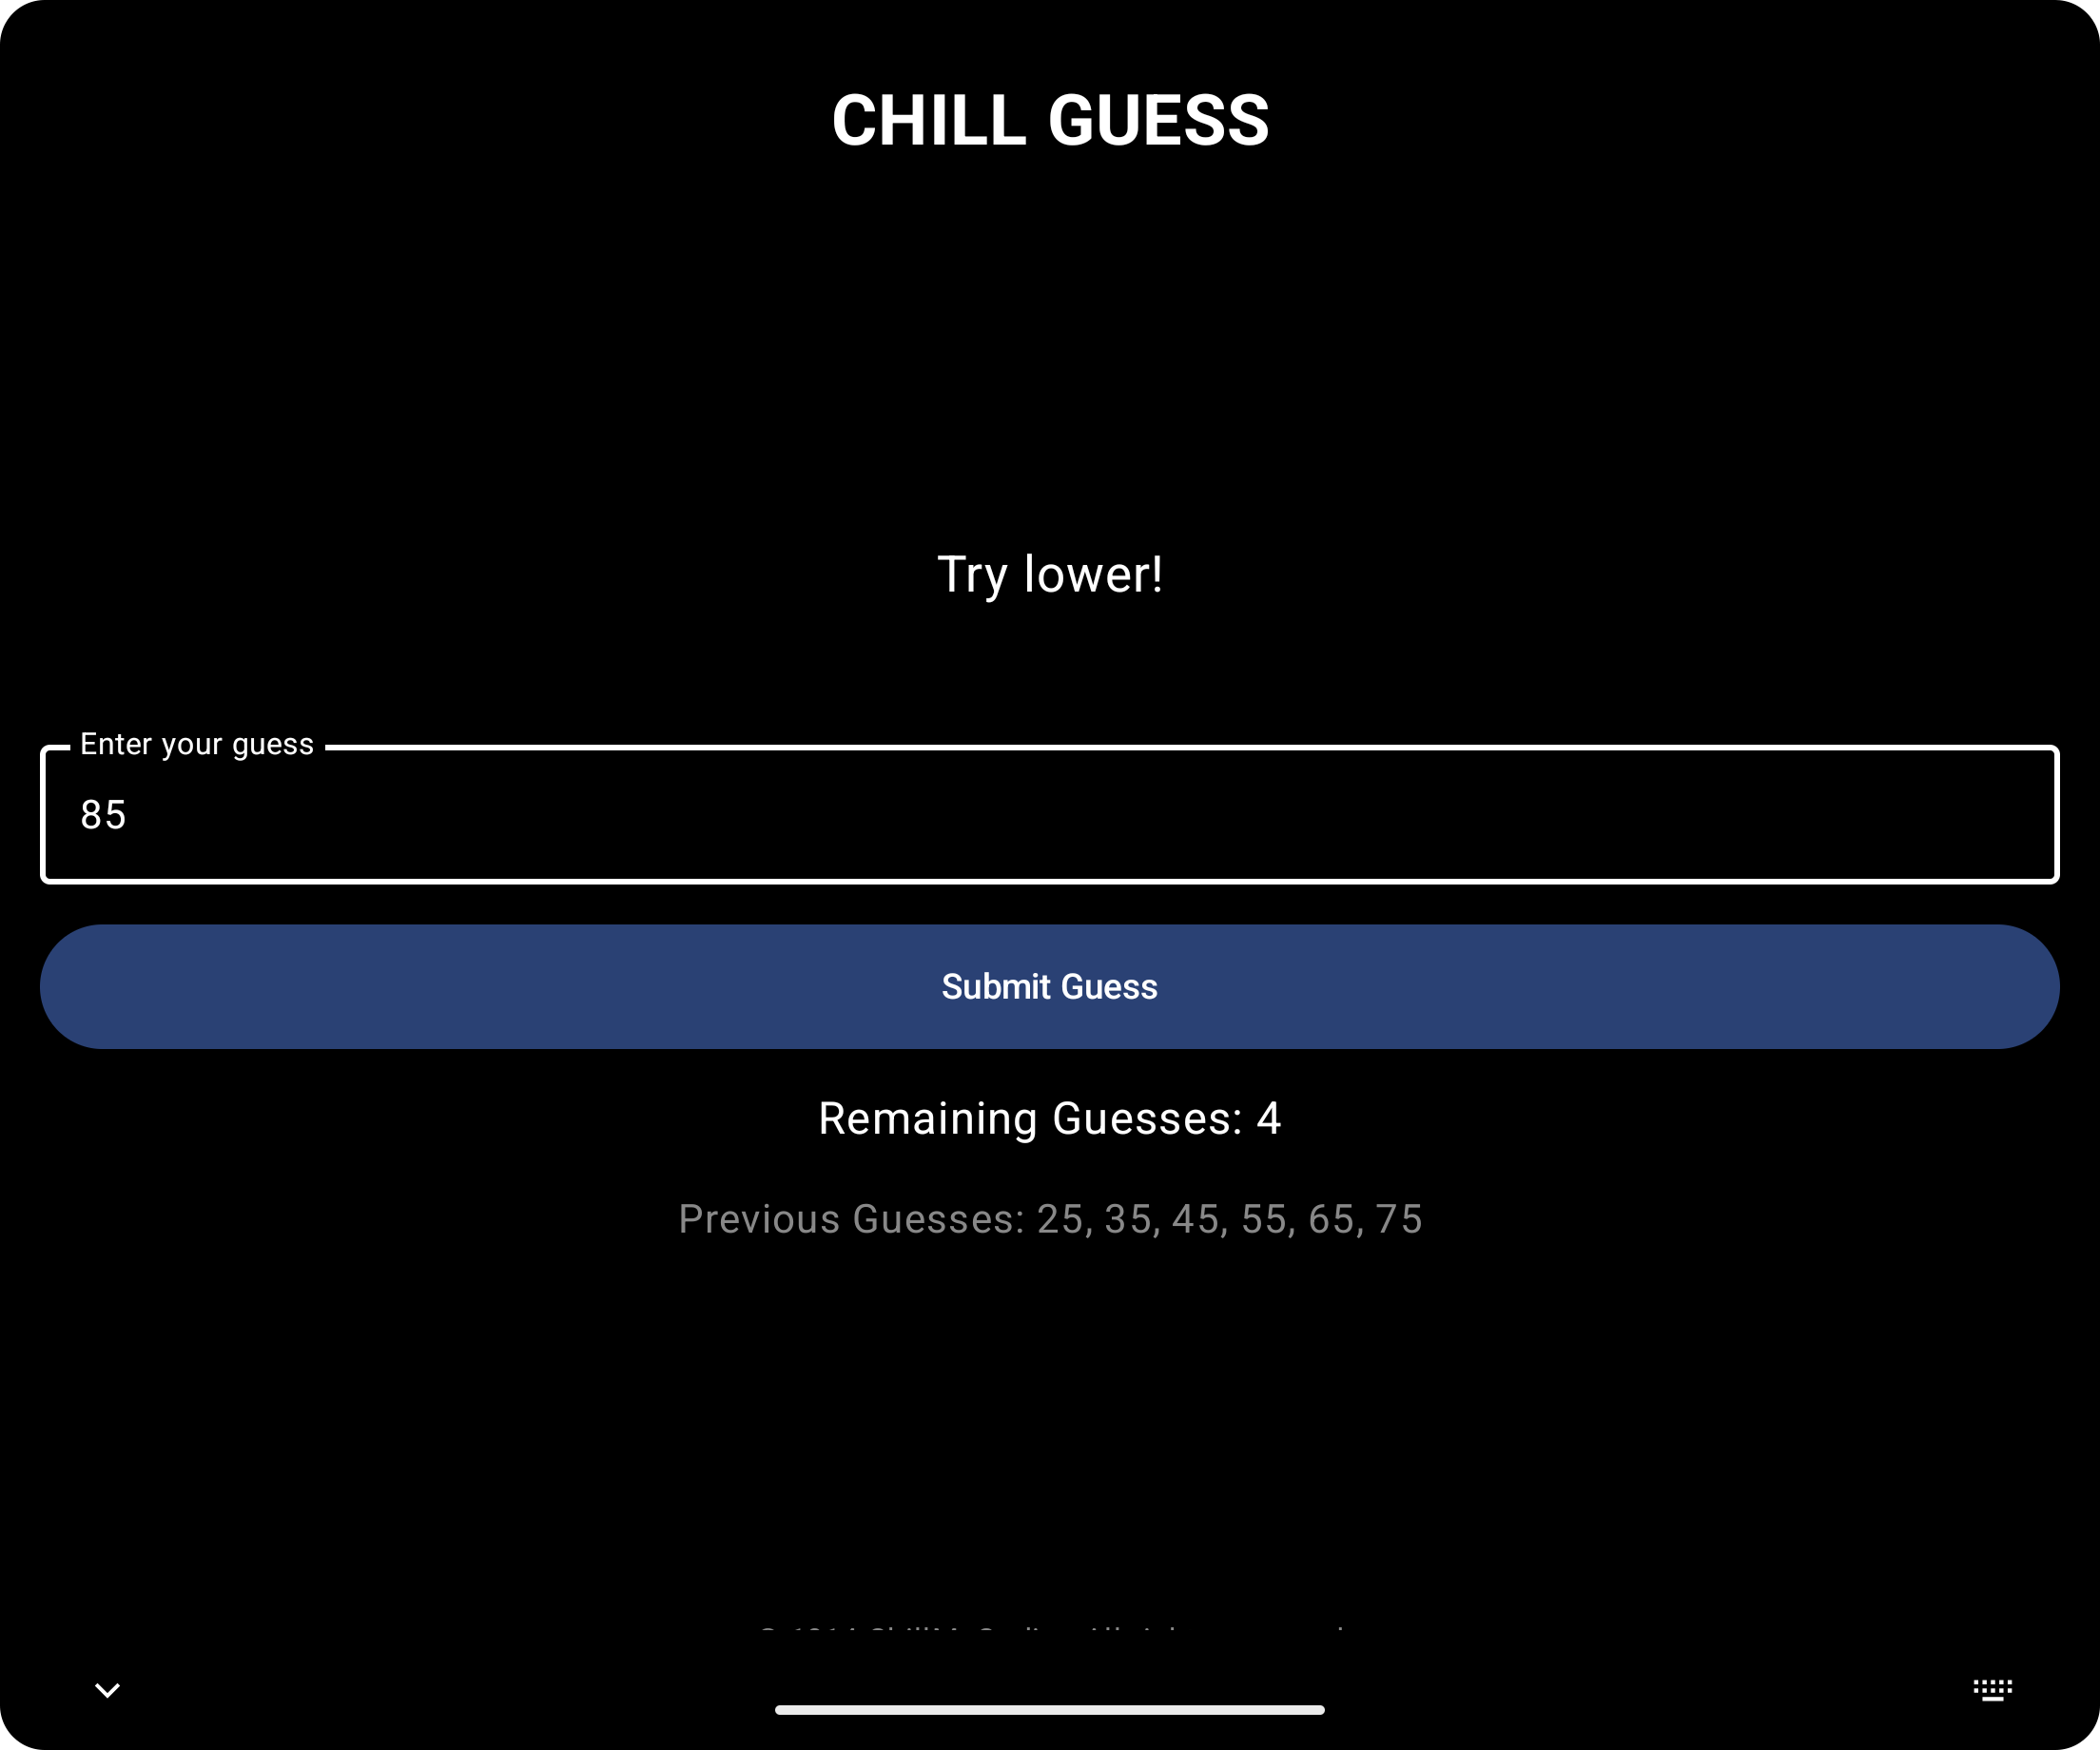 CHILL GUESS
Try lower!
Enter your guess
85
Submit Guess
Remaining Guesses: 4
Previous Guesses: 25, 35, 45, 55, 65, 75